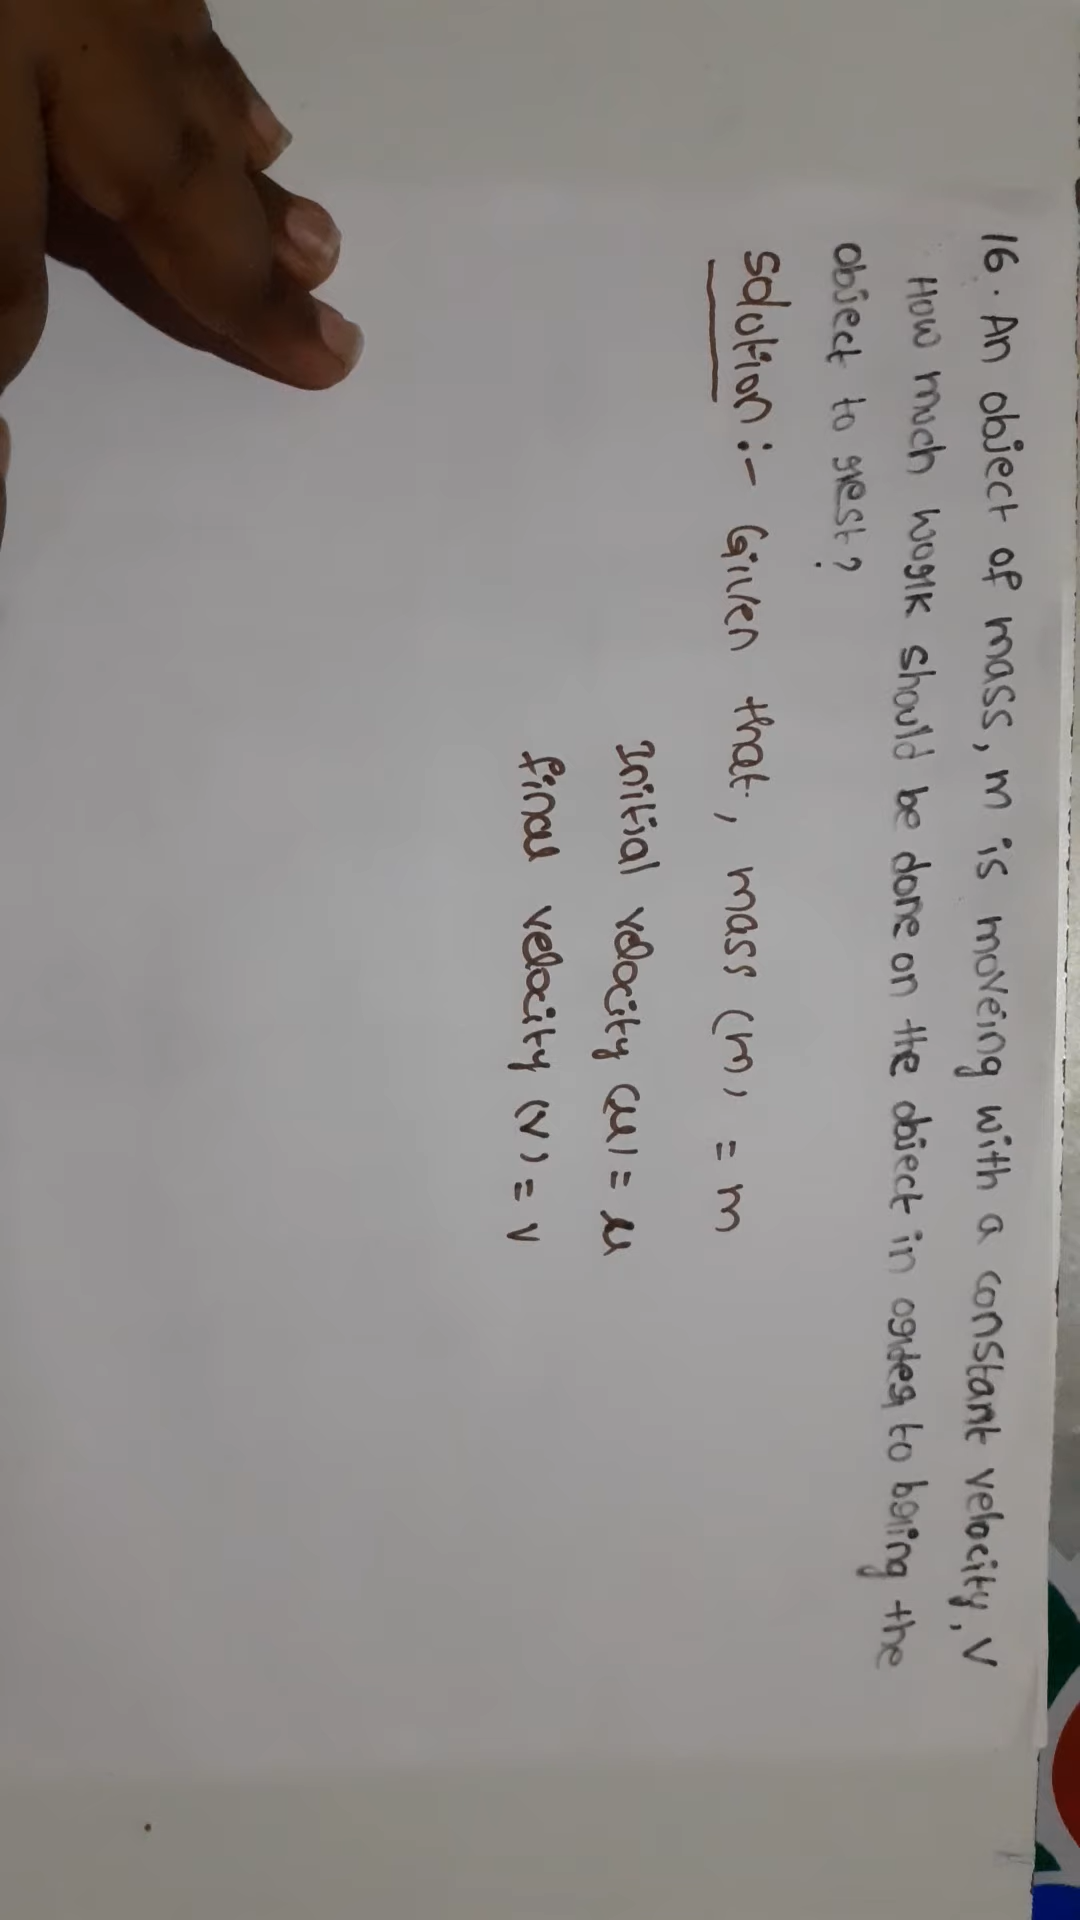 16. An object of mass, m is moveing with a constant velocity, v
How much work should be done on the object in order to bring the
object to rest?
Solution :- Given that, mass (m) = m
Initial velocity (u) = u
final velocity (v) = v